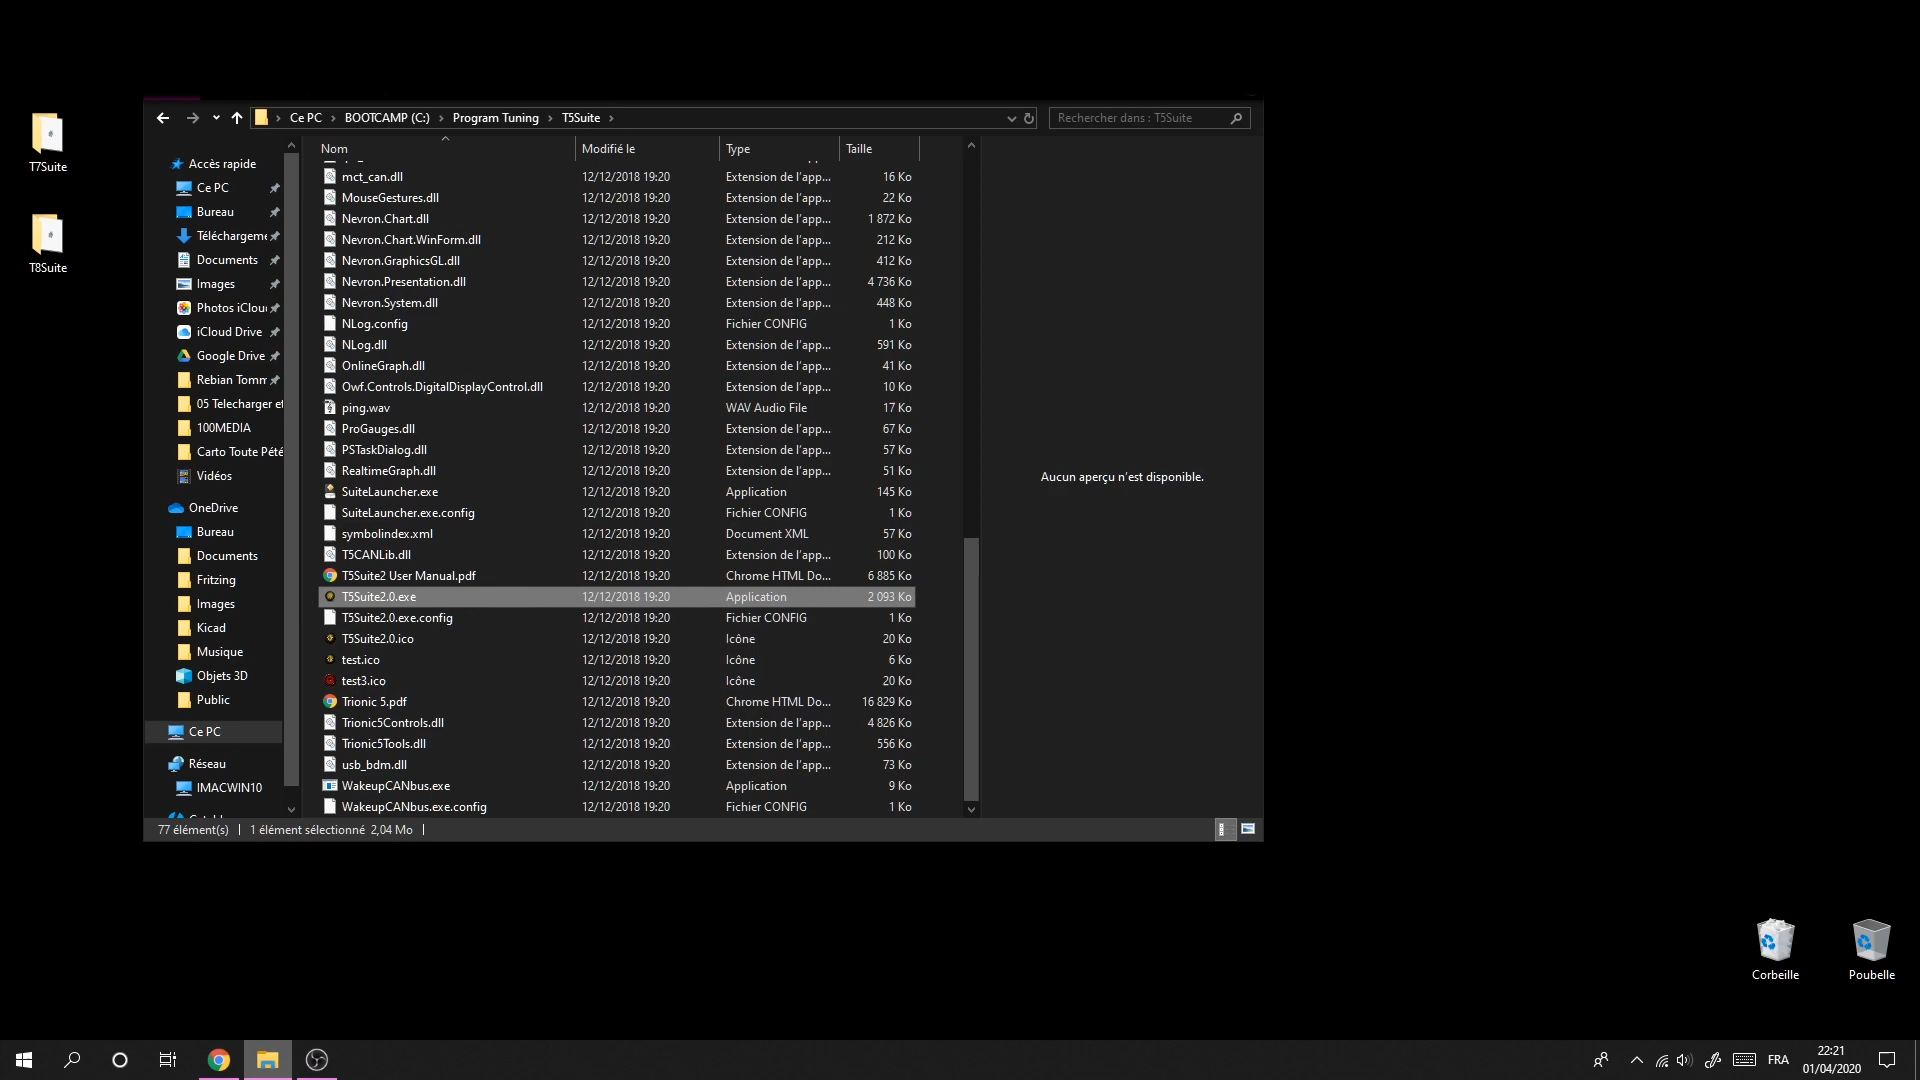 T7Suite
T8Suite
Ce PC
BOOTCAMP (C:)
Program Tuning
T5Suite
Rechercher dans : T5Suite
Accès rapide
Ce PC
Bureau
Téléchargeme
Documents
Images
Photos iClou
iCloud Drive
Google Drive
Rebian Tomm
05 Telecharger et
100MEDIA
Carto Toute Pété
Vidéos
OneDrive
Bureau
Documents
Fritzing
Images
Kicad
Musique
Objets 3D
Public
Ce PC
Réseau
IMACWIN10
Nom Modifié le Type Taille
mct_can.dll 12/12/2018 19:20 Extension de l'app... 16 Ko
MouseGestures.dll 12/12/2018 19:20 Extension de l'app... 22 Ko
Nevron.Chart.dll 12/12/2018 19:20 Extension de l'app... 1 872 Ko
Nevron.Chart.WinForm.dll 12/12/2018 19:20 Extension de l'app... 212 Ko
Nevron.GraphicsGL.dll 12/12/2018 19:20 Extension de l'app... 412 Ko
Nevron.Presentation.dll 12/12/2018 19:20 Extension de l'app... 4 736 Ko
Nevron.System.dll 12/12/2018 19:20 Extension de l'app... 448 Ko
NLog.config 12/12/2018 19:20 Fichier CONFIG 1 Ko
NLog.dll 12/12/2018 19:20 Extension de l'app... 591 Ko
OnlineGraph.dll 12/12/2018 19:20 Extension de l'app... 41 Ko
Owf.Controls.DigitalDisplayControl.dll 12/12/2018 19:20 Extension de l'app... 10 Ko
ping.wav 12/12/2018 19:20 WAV Audio File 17 Ko
ProGauges.dll 12/12/2018 19:20 Extension de l'app... 67 Ko
PSTaskDialog.dll 12/12/2018 19:20 Extension de l'app... 57 Ko
RealtimeGraph.dll 12/12/2018 19:20 Extension de l'app... 51 Ko
SuiteLauncher.exe 12/12/2018 19:20 Application 145 Ko
SuiteLauncher.exe.config 12/12/2018 19:20 Fichier CONFIG 1 Ko
symbolindex.xml 12/12/2018 19:20 Document XML 57 Ko
T5CANLib.dll 12/12/2018 19:20 Extension de l'app... 100 Ko
T5Suite2 User Manual.pdf 12/12/2018 19:20 Chrome HTML Do... 6 885 Ko
T5Suite2.0.exe 12/12/2018 19:20 Application 2 093 Ko
T5Suite2.0.exe.config 12/12/2018 19:20 Fichier CONFIG 1 Ko
T5Suite2.0.ico 12/12/2018 19:20 Icône 20 Ko
test.ico 12/12/2018 19:20 Icône 6 Ko
test3.ico 12/12/2018 19:20 Icône 20 Ko
Trionic 5.pdf 12/12/2018 19:20 Chrome HTML Do... 16 829 Ko
Trionic5Controls.dll 12/12/2018 19:20 Extension de l'app... 4 826 Ko
Trionic5Tools.dll 12/12/2018 19:20 Extension de l'app... 556 Ko
usb_bdm.dll 12/12/2018 19:20 Extension de l'app... 73 Ko
WakeupCANbus.exe 12/12/2018 19:20 Application 9 Ko
WakeupCANbus.exe.config 12/12/2018 19:20 Fichier CONFIG 1 Ko
Aucun aperçu n'est disponible.
77 élément(s) 1 élément sélectionné 2,04 Mo
Corbeille
Poubelle
FRA
22:21
01/04/2020